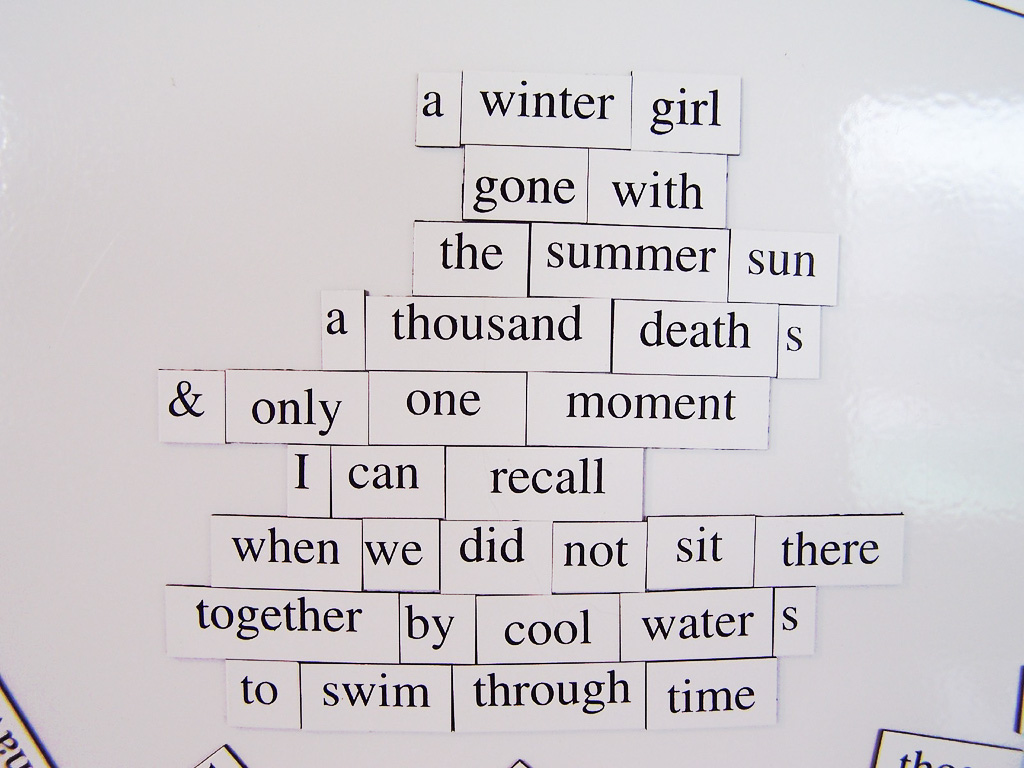 a winter girl
gone with
the summer sun
a thousand death s
& only one moment
I can recall
when we did not sit there
together by cool water s
to swim through time